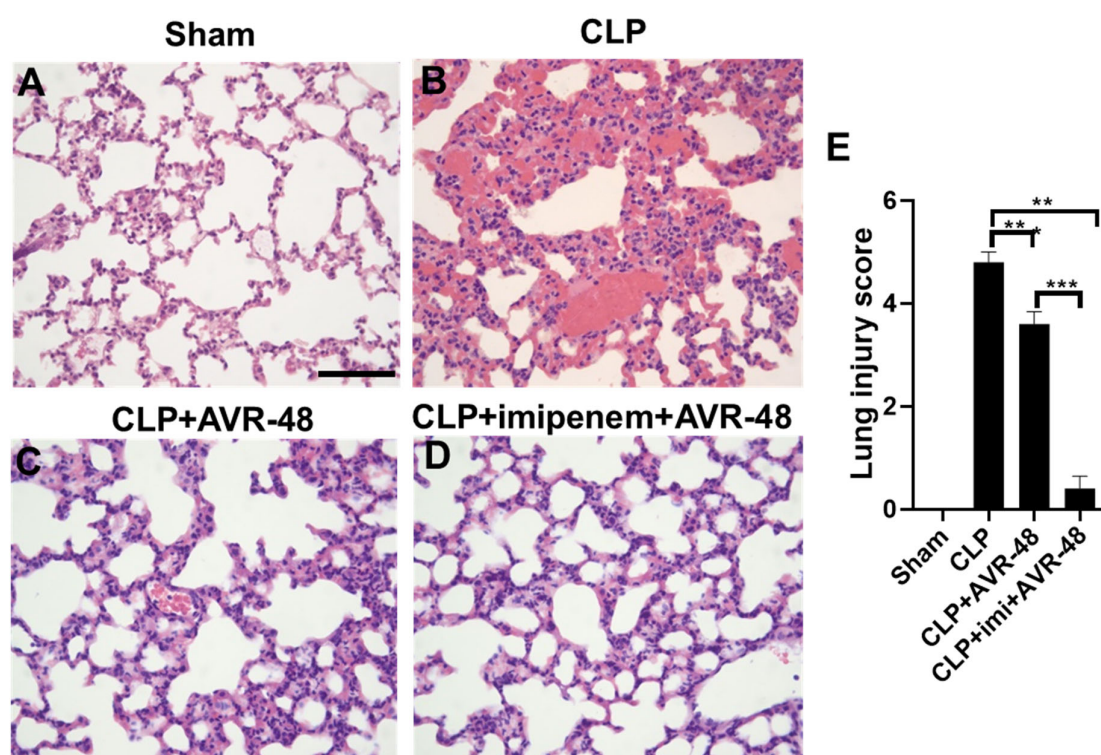 Sham
CLP
A
B
CLP+AVR-48
CLP+imipenem+AVR-48
C
D
E
Lung injury score
6
4
2
0
**
** *
***
Sham
CLP
CLP+AVR-48
CLP+imi+AVR-48